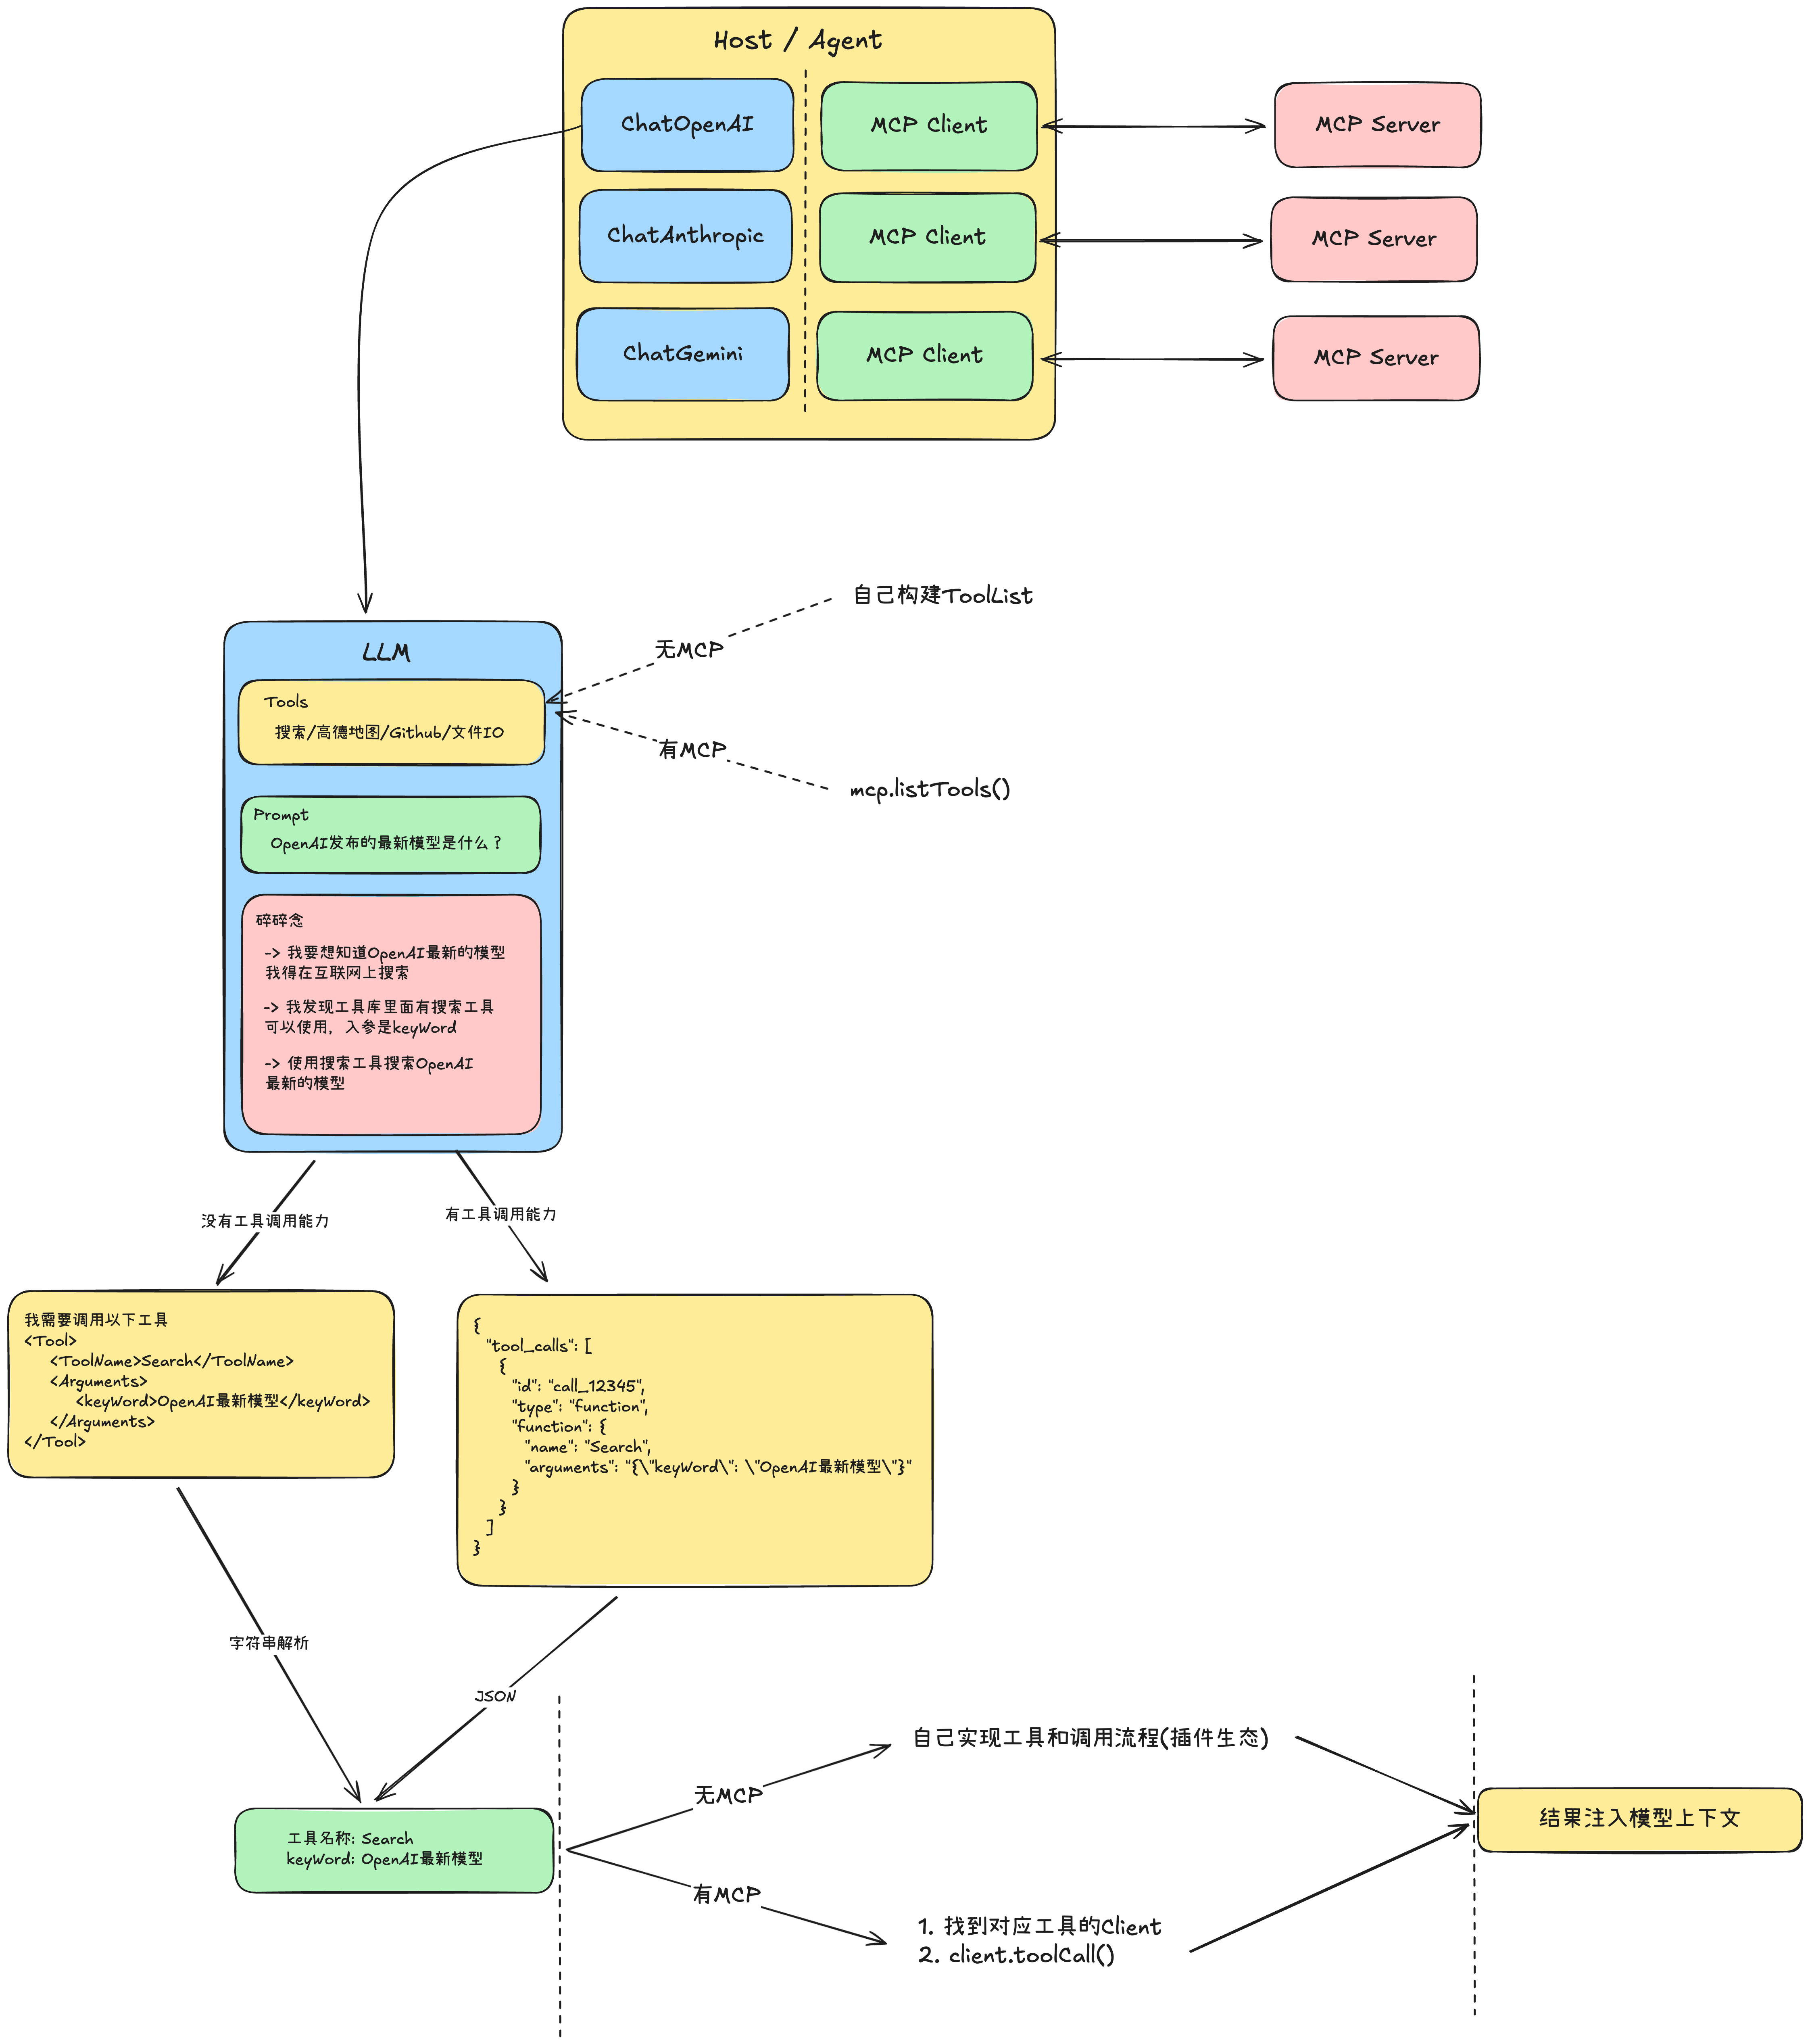 Host / Agent
ChatOpenAI
MCP Client
MCP Server
ChatAnthropic
MCP Client
MCP Server
ChatGemini
MCP Client
MCP Server
自己构建ToolList
无MCP
有MCP
mcp.listTools()
LLM
Tools
搜索/高德地图/Github/文件IO
Prompt
OpenAI发布的最新模型是什么？
碎碎念
-> 我要想知道OpenAI最新的模型
我得在互联网上搜索
-> 我发现工具库里面有搜索工具
可以使用，入参是keyWord
-> 使用搜索工具搜索OpenAI
最新的模型
没有工具调用能力
有工具调用能力
我需要调用以下工具
<Tool>
<ToolName>Search</ToolName>
<Arguments>
<keyWord>OpenAI最新模型</keyWord>
</Arguments>
</Tool>
{
"tool_calls": [
{
"id": "call_12345",
"type": "function",
"function": {
"name": "Search",
"arguments": "{\"keyWord\": \"OpenAI最新模型\"}"
}
}
]
}
字符串解析
JSON
工具名称: Search
keyWord: OpenAI最新模型
无MCP
自己实现工具和调用流程(插件生态)
有MCP
1. 找到对应工具的Client
2. client.toolCall()
结果注入模型上下文